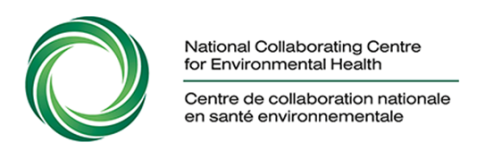 National Collaborating Centre
for Environmental Health
Centre de collaboration nationale
en santé environnementale